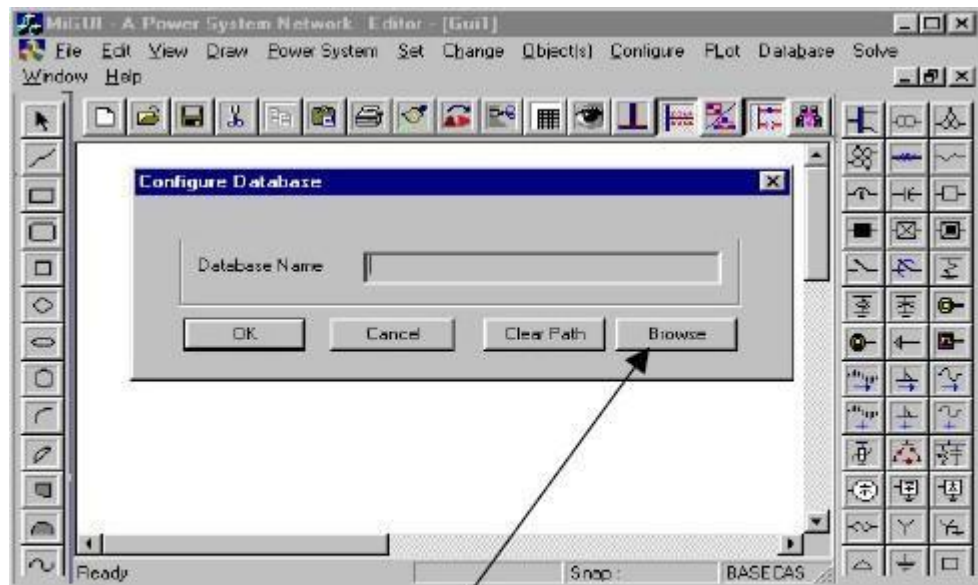 MiGUI - A Power System Network Editor - [Gui1]
File Edit View Draw Power System Set Change Object(s) Configure PLot Database Solve
Window Help
Configure Database
Database Name
OK Cancel Clear Path Browse
Ready Snap : BASECAS